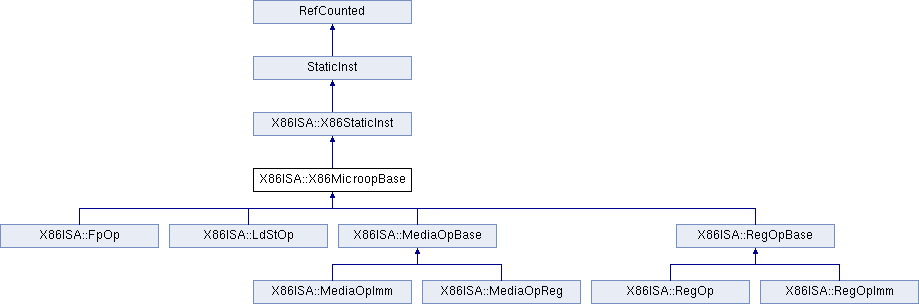 RefCounted
StaticInst
X86ISA::X86StaticInst
X86ISA::X86MicroopBase
X86ISA::FpOp
X86ISA::LdStOp
X86ISA::MediaOpBase
X86ISA::RegOpBase
X86ISA::MediaOpImm
X86ISA::MediaOpReg
X86ISA::RegOp
X86ISA::RegOpImm